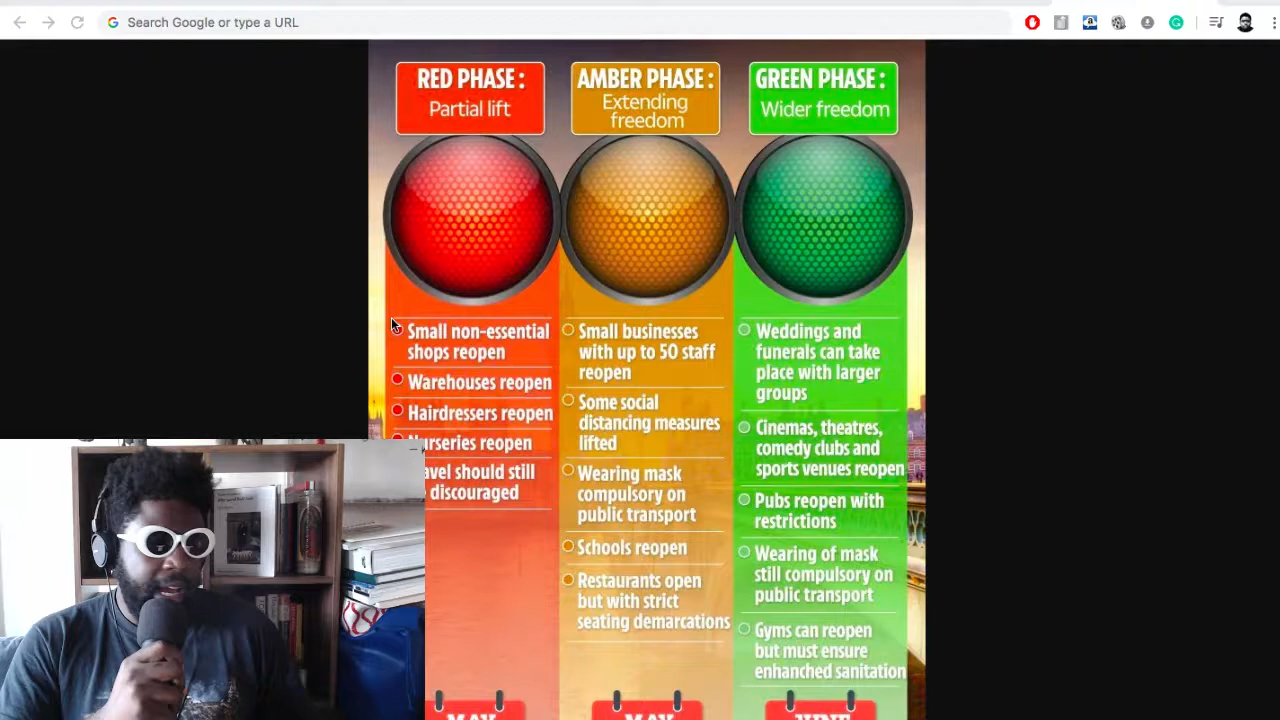 Search Google or type a URL
RED PHASE:
Partial lift
Small non-essential
shops reopen
Warehouses reopen
Hairdressers reopen
Nurseries reopen
should still
discouraged
AMBER PHASE:
Extending
freedom
Small businesses
with up to 50 staff
reopen
Some social
distancing measures
lifted
Wearing mask
compulsory on
public transport
Schools reopen
Restaurants open
but with strict
seating demarcations
GREEN PHASE:
Wider freedom
Weddings and
funerals can take
place with larger
groups
Cinemas, theatres,
comedy clubs and
sports venues reopen
Pubs reopen with
restrictions
Wearing of mask
still compulsory on
public transport
Gyms can reopen
but must ensure
enhanched sanitation
MAY
MAY
JUNE